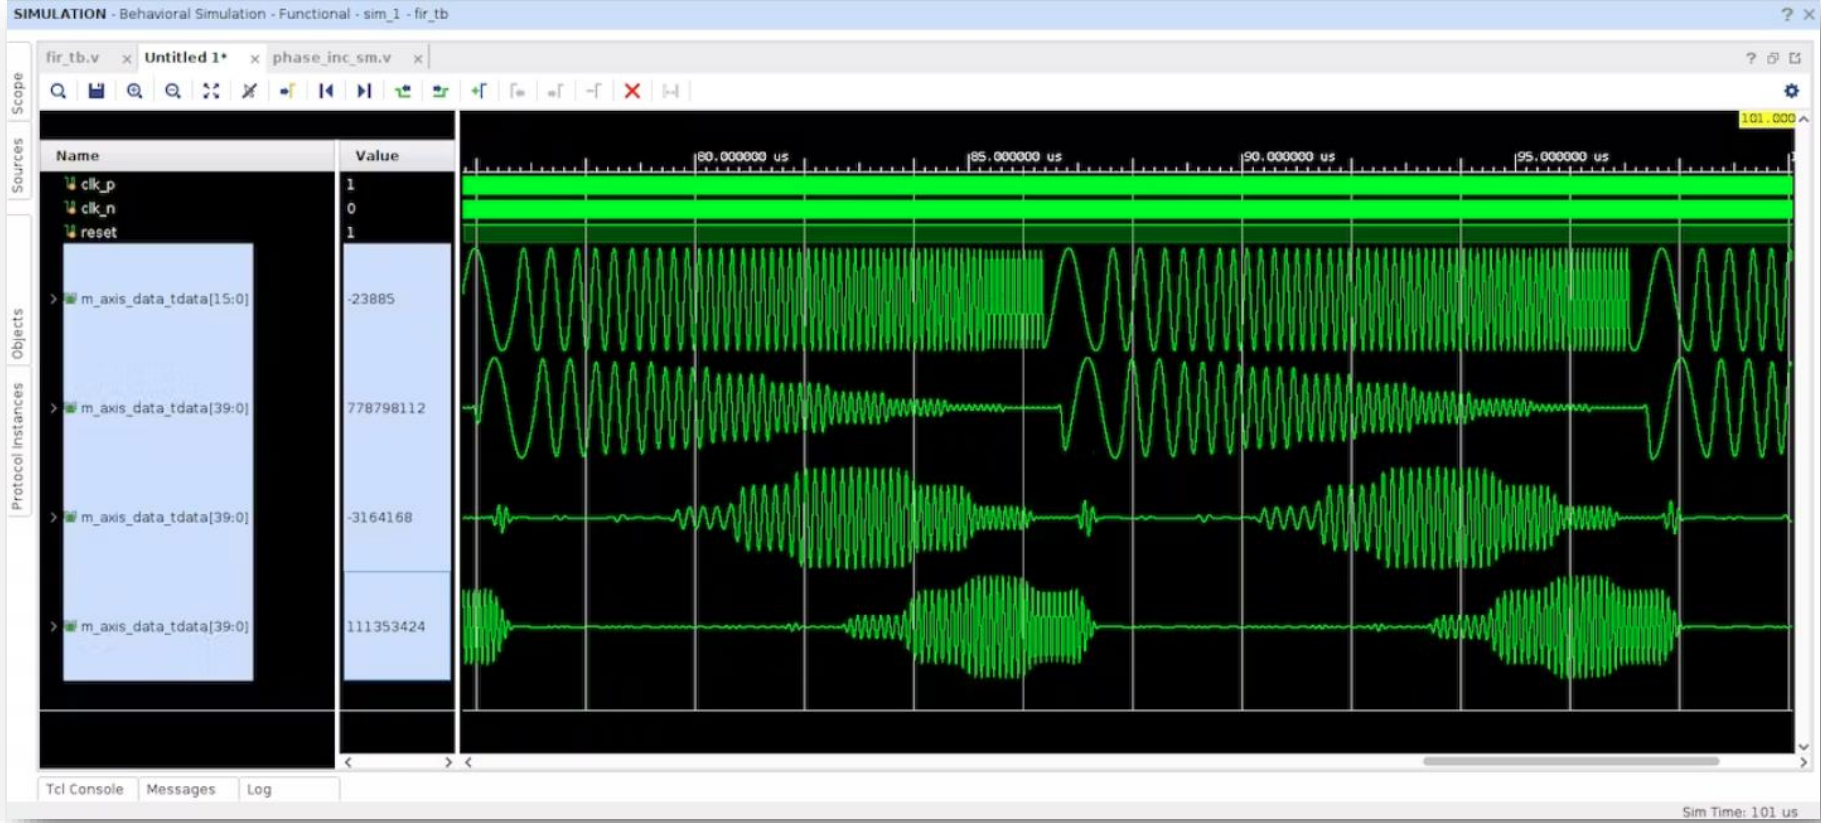 SIMULATION - Behavioral Simulation - Functional - sim_1 - fir_tb
? ×
fir_tb.v × Untitled 1* × phase_inc_sm.v ×
?
Scope
Sources
Objects
Protocol Instances
101.000
Name Value
80.000000 us 85.000000 us 90.000000 us 95.000000 us
clk_p 1
clk_n 0
reset 1
m_axis_data_tdata[15:0] -23885
m_axis_data_tdata[39:0] 778798112
m_axis_data_tdata[39:0] -3164168
m_axis_data_tdata[39:0] 111353424
Tcl Console Messages Log
Sim Time: 101 us